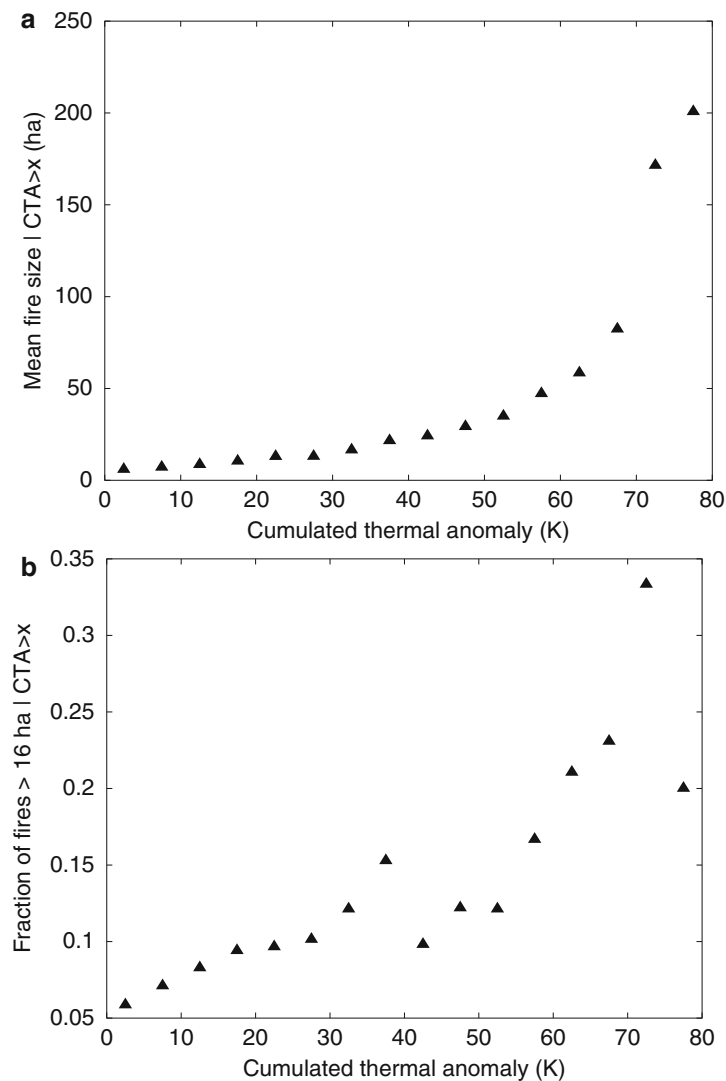 a
250
200
150
100
50
0
Mean fire size | CTA>x (ha)
0 10 20 30 40 50 60 70 80
Cumulated thermal anomaly (K)
b
0.35
0.3
0.25
0.2
0.15
0.1
0.05
Fraction of fires > 16 ha | CTA>x
0 10 20 30 40 50 60 70 80
Cumulated thermal anomaly (K)